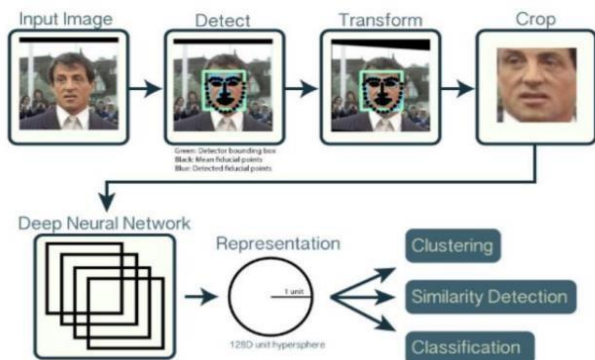 Input Image
Detect
Transform
Crop
Green: Detector bounding box
Black: Mean fiducial points
Blue: Detected fiducial points
Deep Neural Network
Representation
1 unit
128D unit hypersphere
Clustering
Similarity Detection
Classification